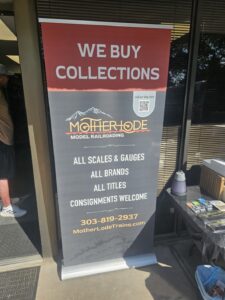 WE BUY
COLLECTIONS
MOTHERLODE
MODEL RAILROADING
ALL SCALES & GAUGES
ALL BRANDS
ALL TITLES
CONSIGNMENTS WELCOME
303-819-2937
MotherLodeTrains.com